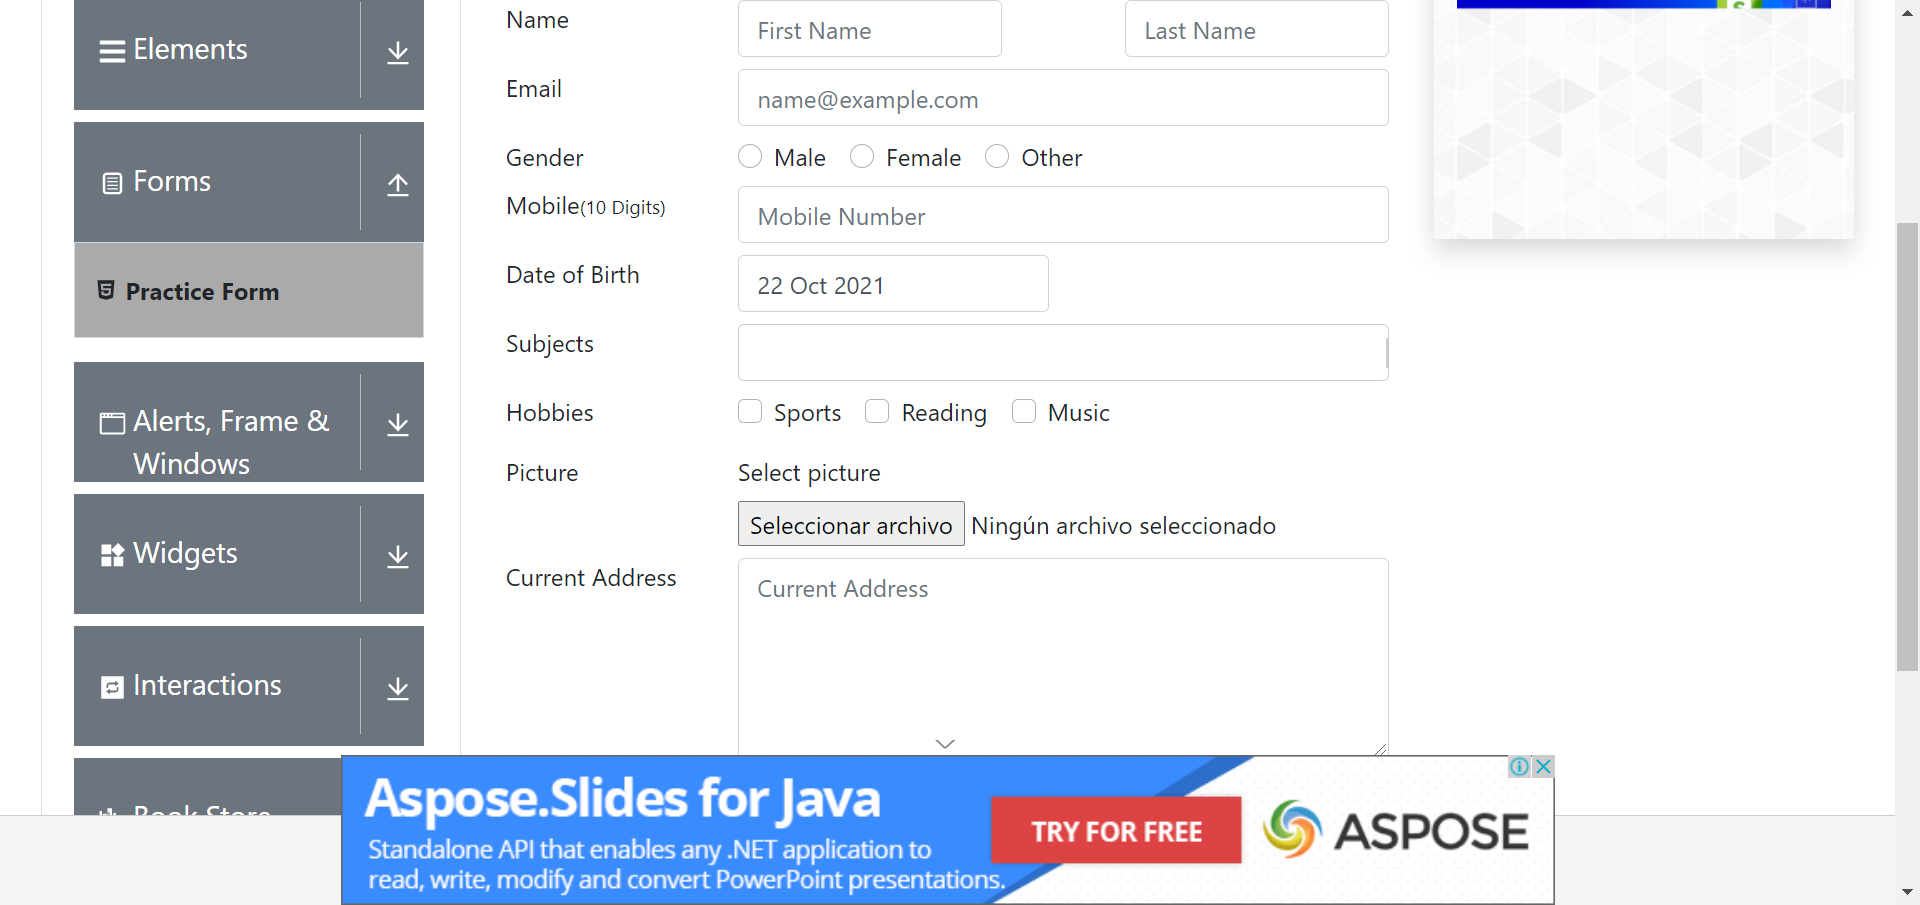 Elements
Forms
Practice Form
Alerts, Frame &
Windows
Widgets
Interactions
Book Store
Name
First Name
Last Name
Email
name@example.com
Gender
Male
Female
Other
Mobile(10 Digits)
Mobile Number
Date of Birth
22 Oct 2021
Subjects
Hobbies
Sports
Reading
Music
Picture
Select picture
Seleccionar archivo
Ningún archivo seleccionado
Current Address
Current Address
Aspose.Slides for Java
Standalone API that enables any .NET application to
read, write, modify and convert PowerPoint presentations.
TRY FOR FREE
ASPOSE